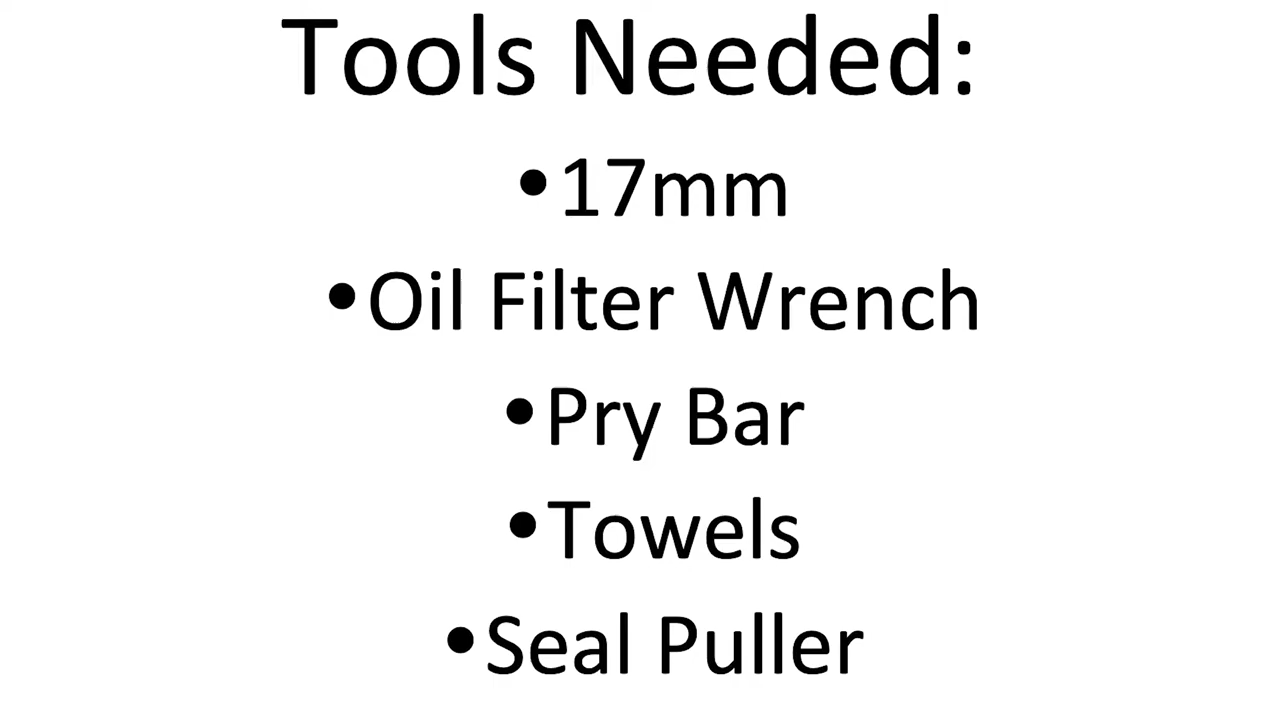 Tools Needed:
•17mm
•Oil Filter Wrench
•Pry Bar
•Towels
•Seal Puller